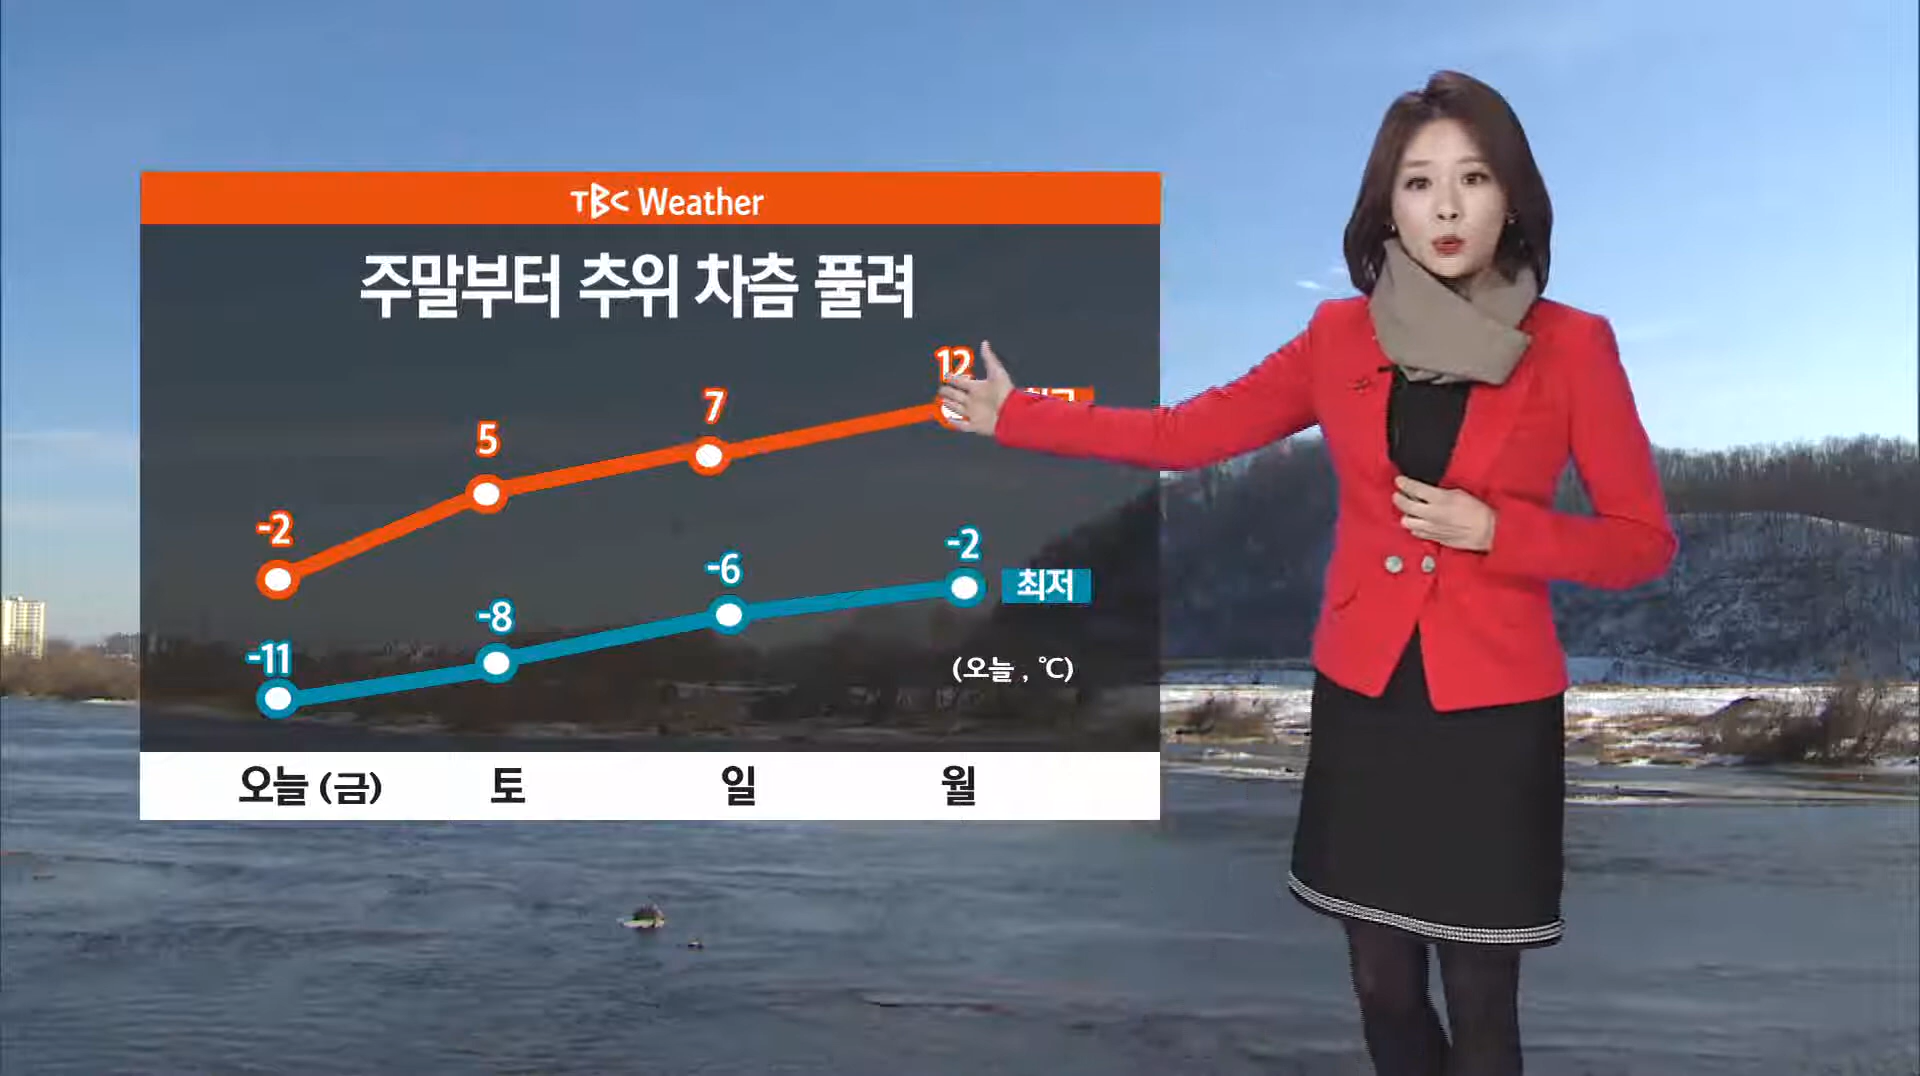 TBC Weather
주말부터 추위 차츰 풀려
-2 5 7 12
-11 -8 -6 -2 최저
(오늘 , ℃)
오늘 (금) 토 일 월